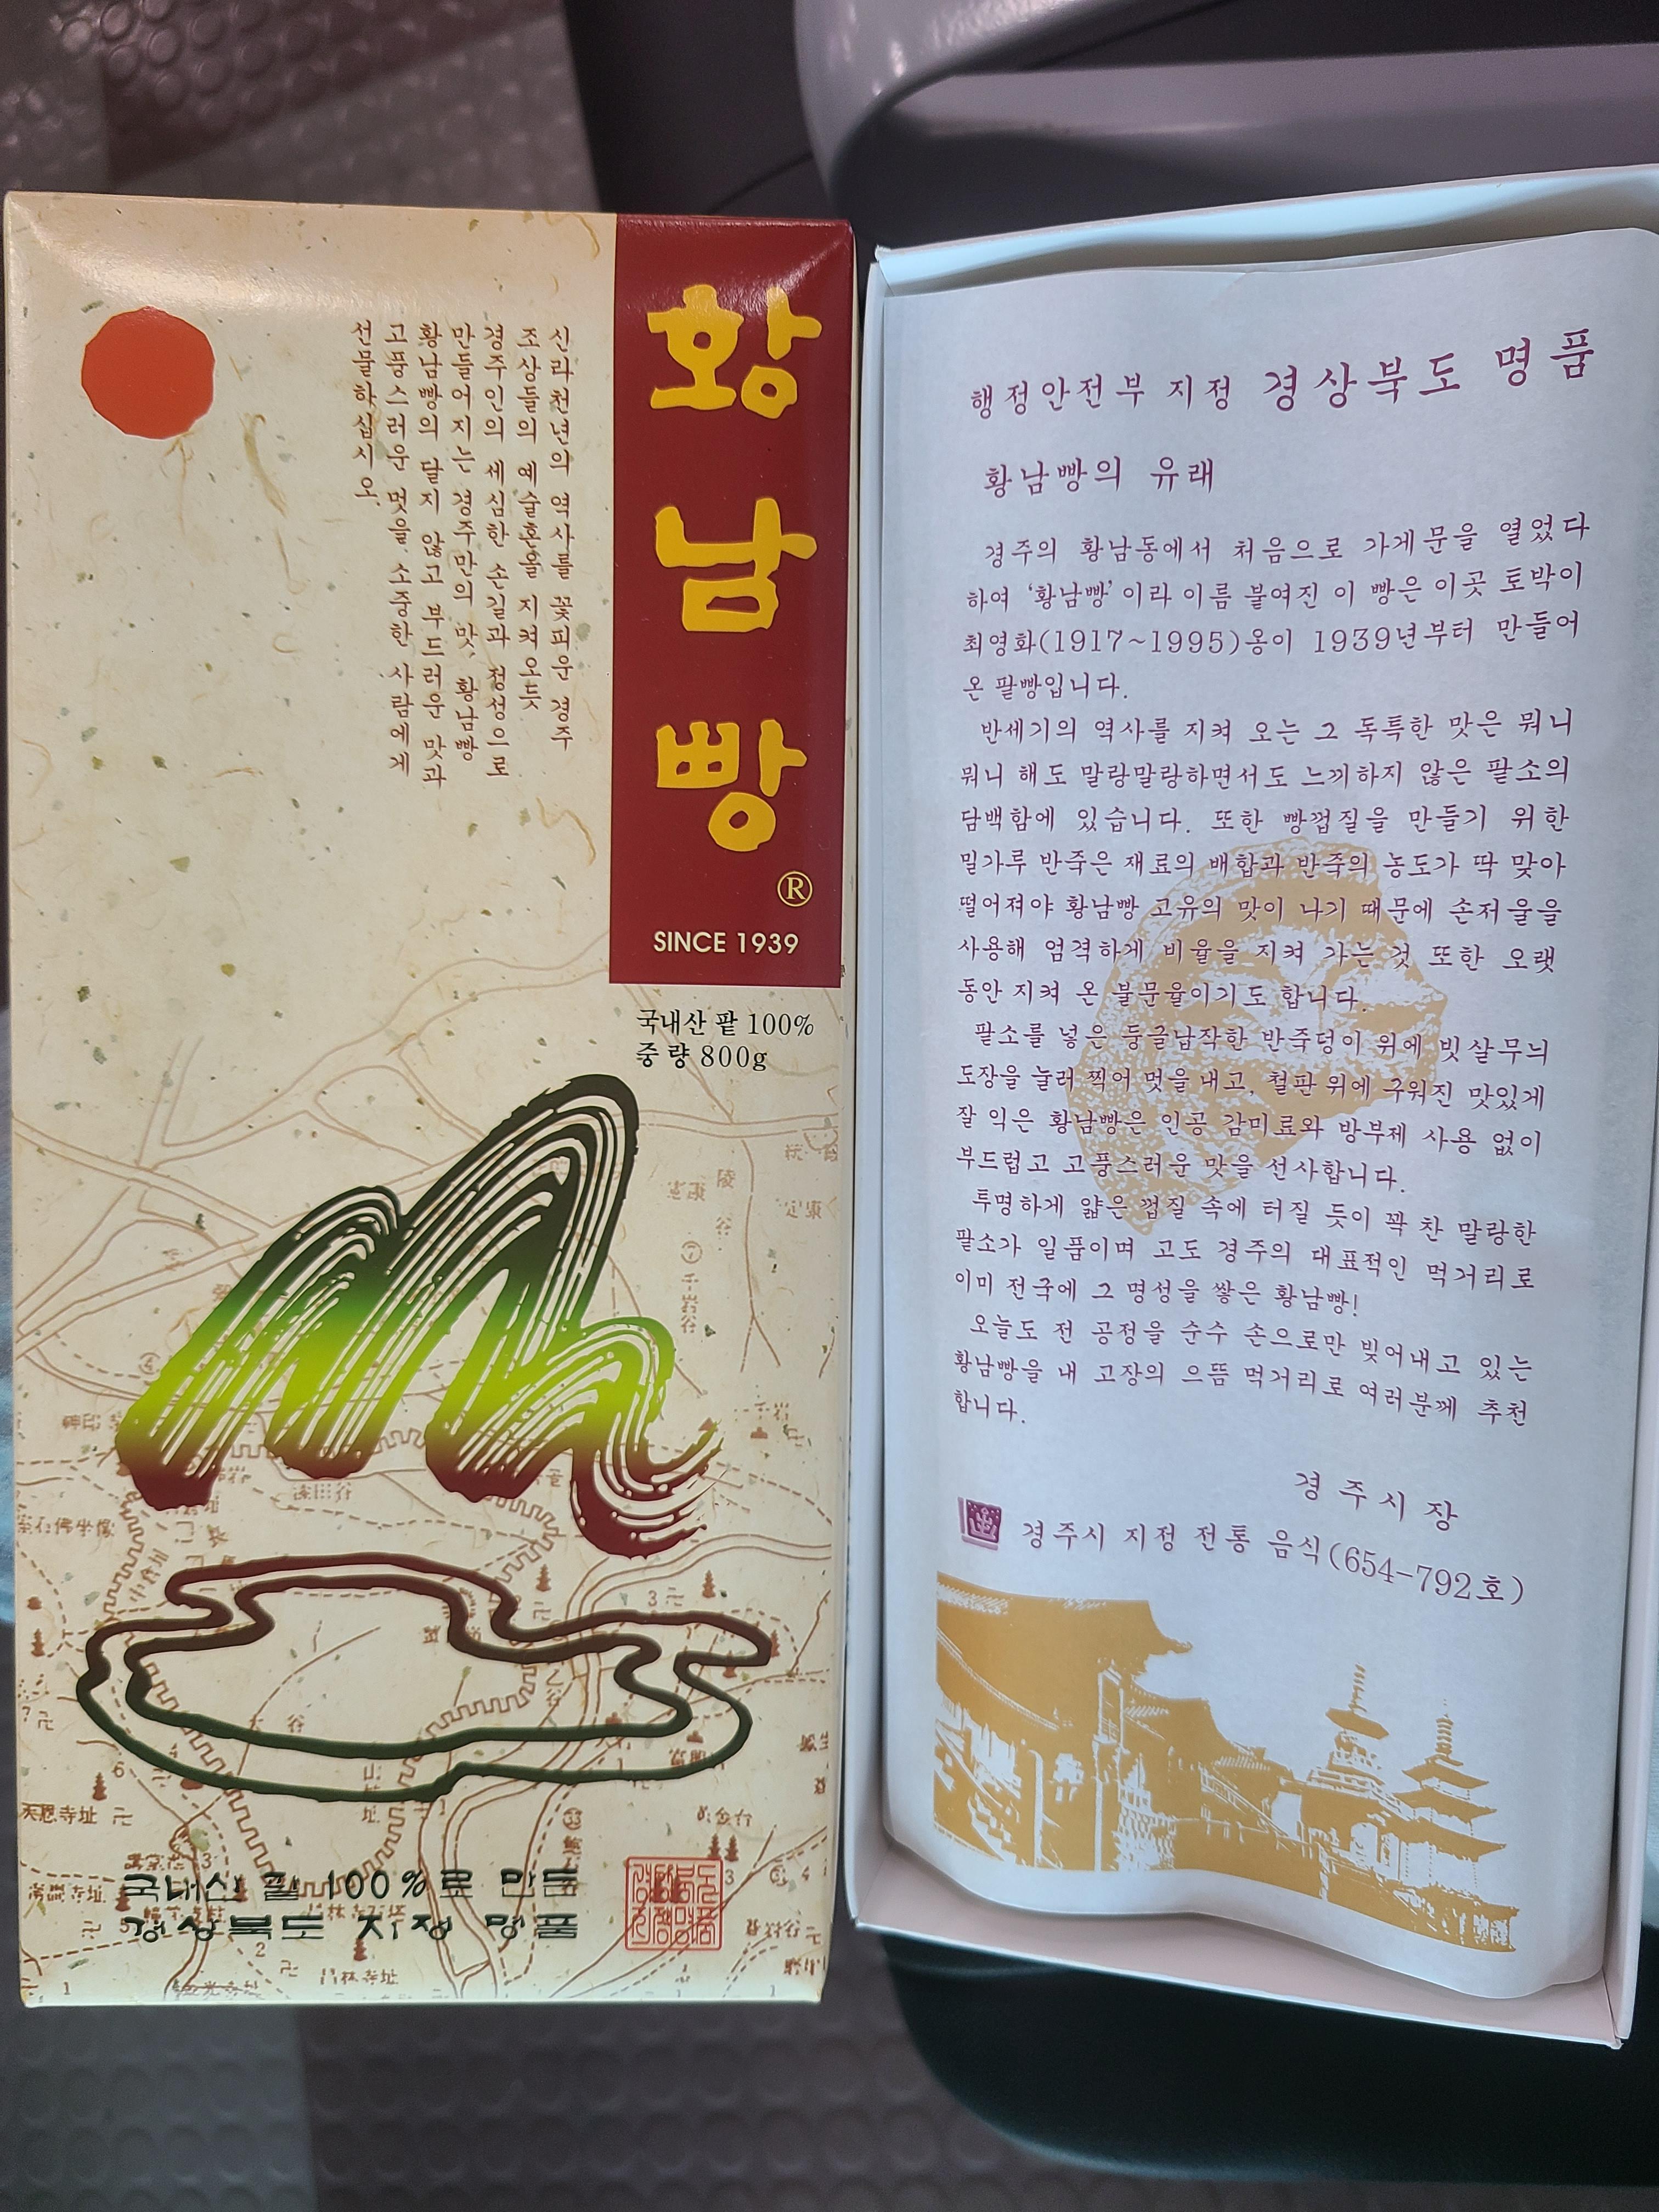 황남빵
®
SINCE 1939
국내산 팥 100%
중량 800g
신라 천년의 역사를 꽃피운 경주
조상들의 예술혼을 지켜오듯
경주인의 세심한 손길과 정성으로
만들어지는 경주만의 맛, 황남빵
황남빵의 달지 않고 부드러운 맛과
고풍스러운 멋을 소중한 사람에게
선물하십시오.
국내산 팥 100%로 만든
경상북도 지정 명품
행정안전부 지정 경상북도 명품
황남빵의 유래
경주의 황남동에서 처음으로 가게문을 열었다
하여 '황남빵' 이라 이름 붙여진 이 빵은 이곳 토박이
최영화(1917~1995)옹이 1939년부터 만들어
온 팥빵입니다.
반세기의 역사를 지켜 오는 그 독특한 맛은 뭐니
뭐니 해도 말랑말랑하면서도 느끼하지 않은 팥소의
담백함에 있습니다. 또한 빵껍질을 만들기 위한
밀가루 반죽은 재료의 배합과 반죽의 농도가 딱 맞아
떨어져야 황남빵 고유의 맛이 나기 때문에 손저울을
사용해 엄격하게 비율을 지켜 가는 것 또한 오랫
동안 지켜 온 불문율이기도 합니다.
팥소를 넣은 둥글납작한 반죽덩이 위에 빗살무늬
도장을 눌러 찍어 멋을 내고, 철판 위에 구워진 맛있게
잘 익은 황남빵은 인공 감미료와 방부제 사용 없이
부드럽고 고풍스러운 맛을 선사합니다.
투명하게 얇은 껍질 속에 터질 듯이 꽉 찬 말랑한
팥소가 일품이며 고도 경주의 대표적인 먹거리로
이미 전국에 그 명성을 쌓은 황남빵!
오늘도 전 공정을 순수 손으로만 빚어내고 있는
황남빵을 내 고장의 으뜸 먹거리로 여러분께 추천
합니다.
경주시장
경주시 지정 전통 음식(654-792호)